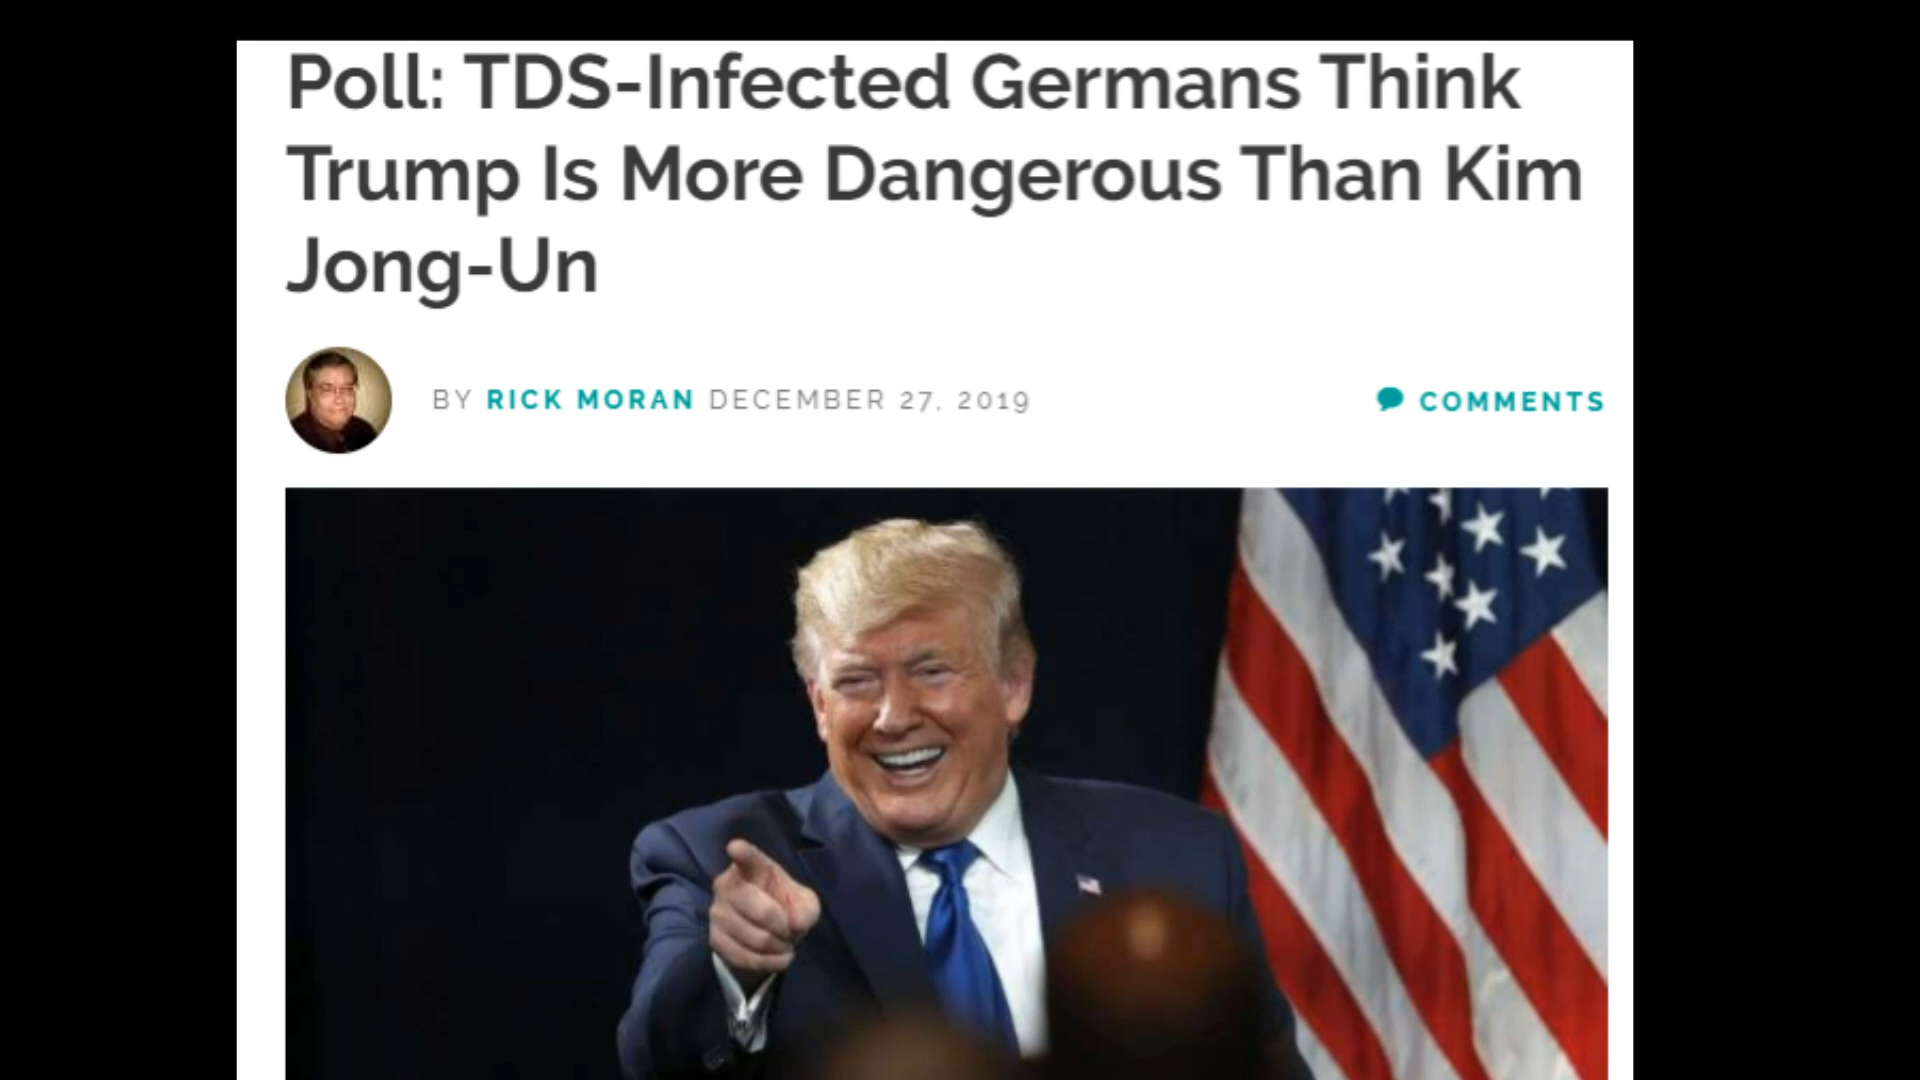 Poll: TDS-Infected Germans Think
Trump Is More Dangerous Than Kim
Jong-Un
BY RICK MORAN DECEMBER 27, 2019
COMMENTS